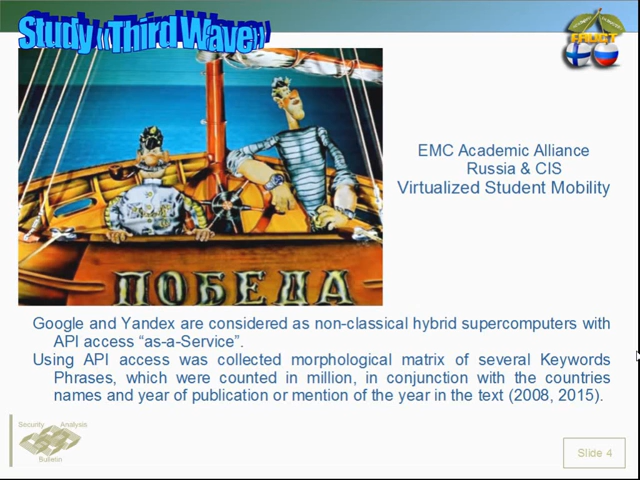 Study «Third Wave»
FRUCT
EMC Academic Alliance
Russia & CIS
Virtualized Student Mobility
ПОБЕДА
Google and Yandex are considered as non-classical hybrid supercomputers with
API access “as-a-Service”.
Using API access was collected morphological matrix of several Keywords
Phrases, which were counted in million, in conjunction with the countries
names and year of publication or mention of the year in the text (2008, 2015).
Security Analysis
Bulletin
Slide 4